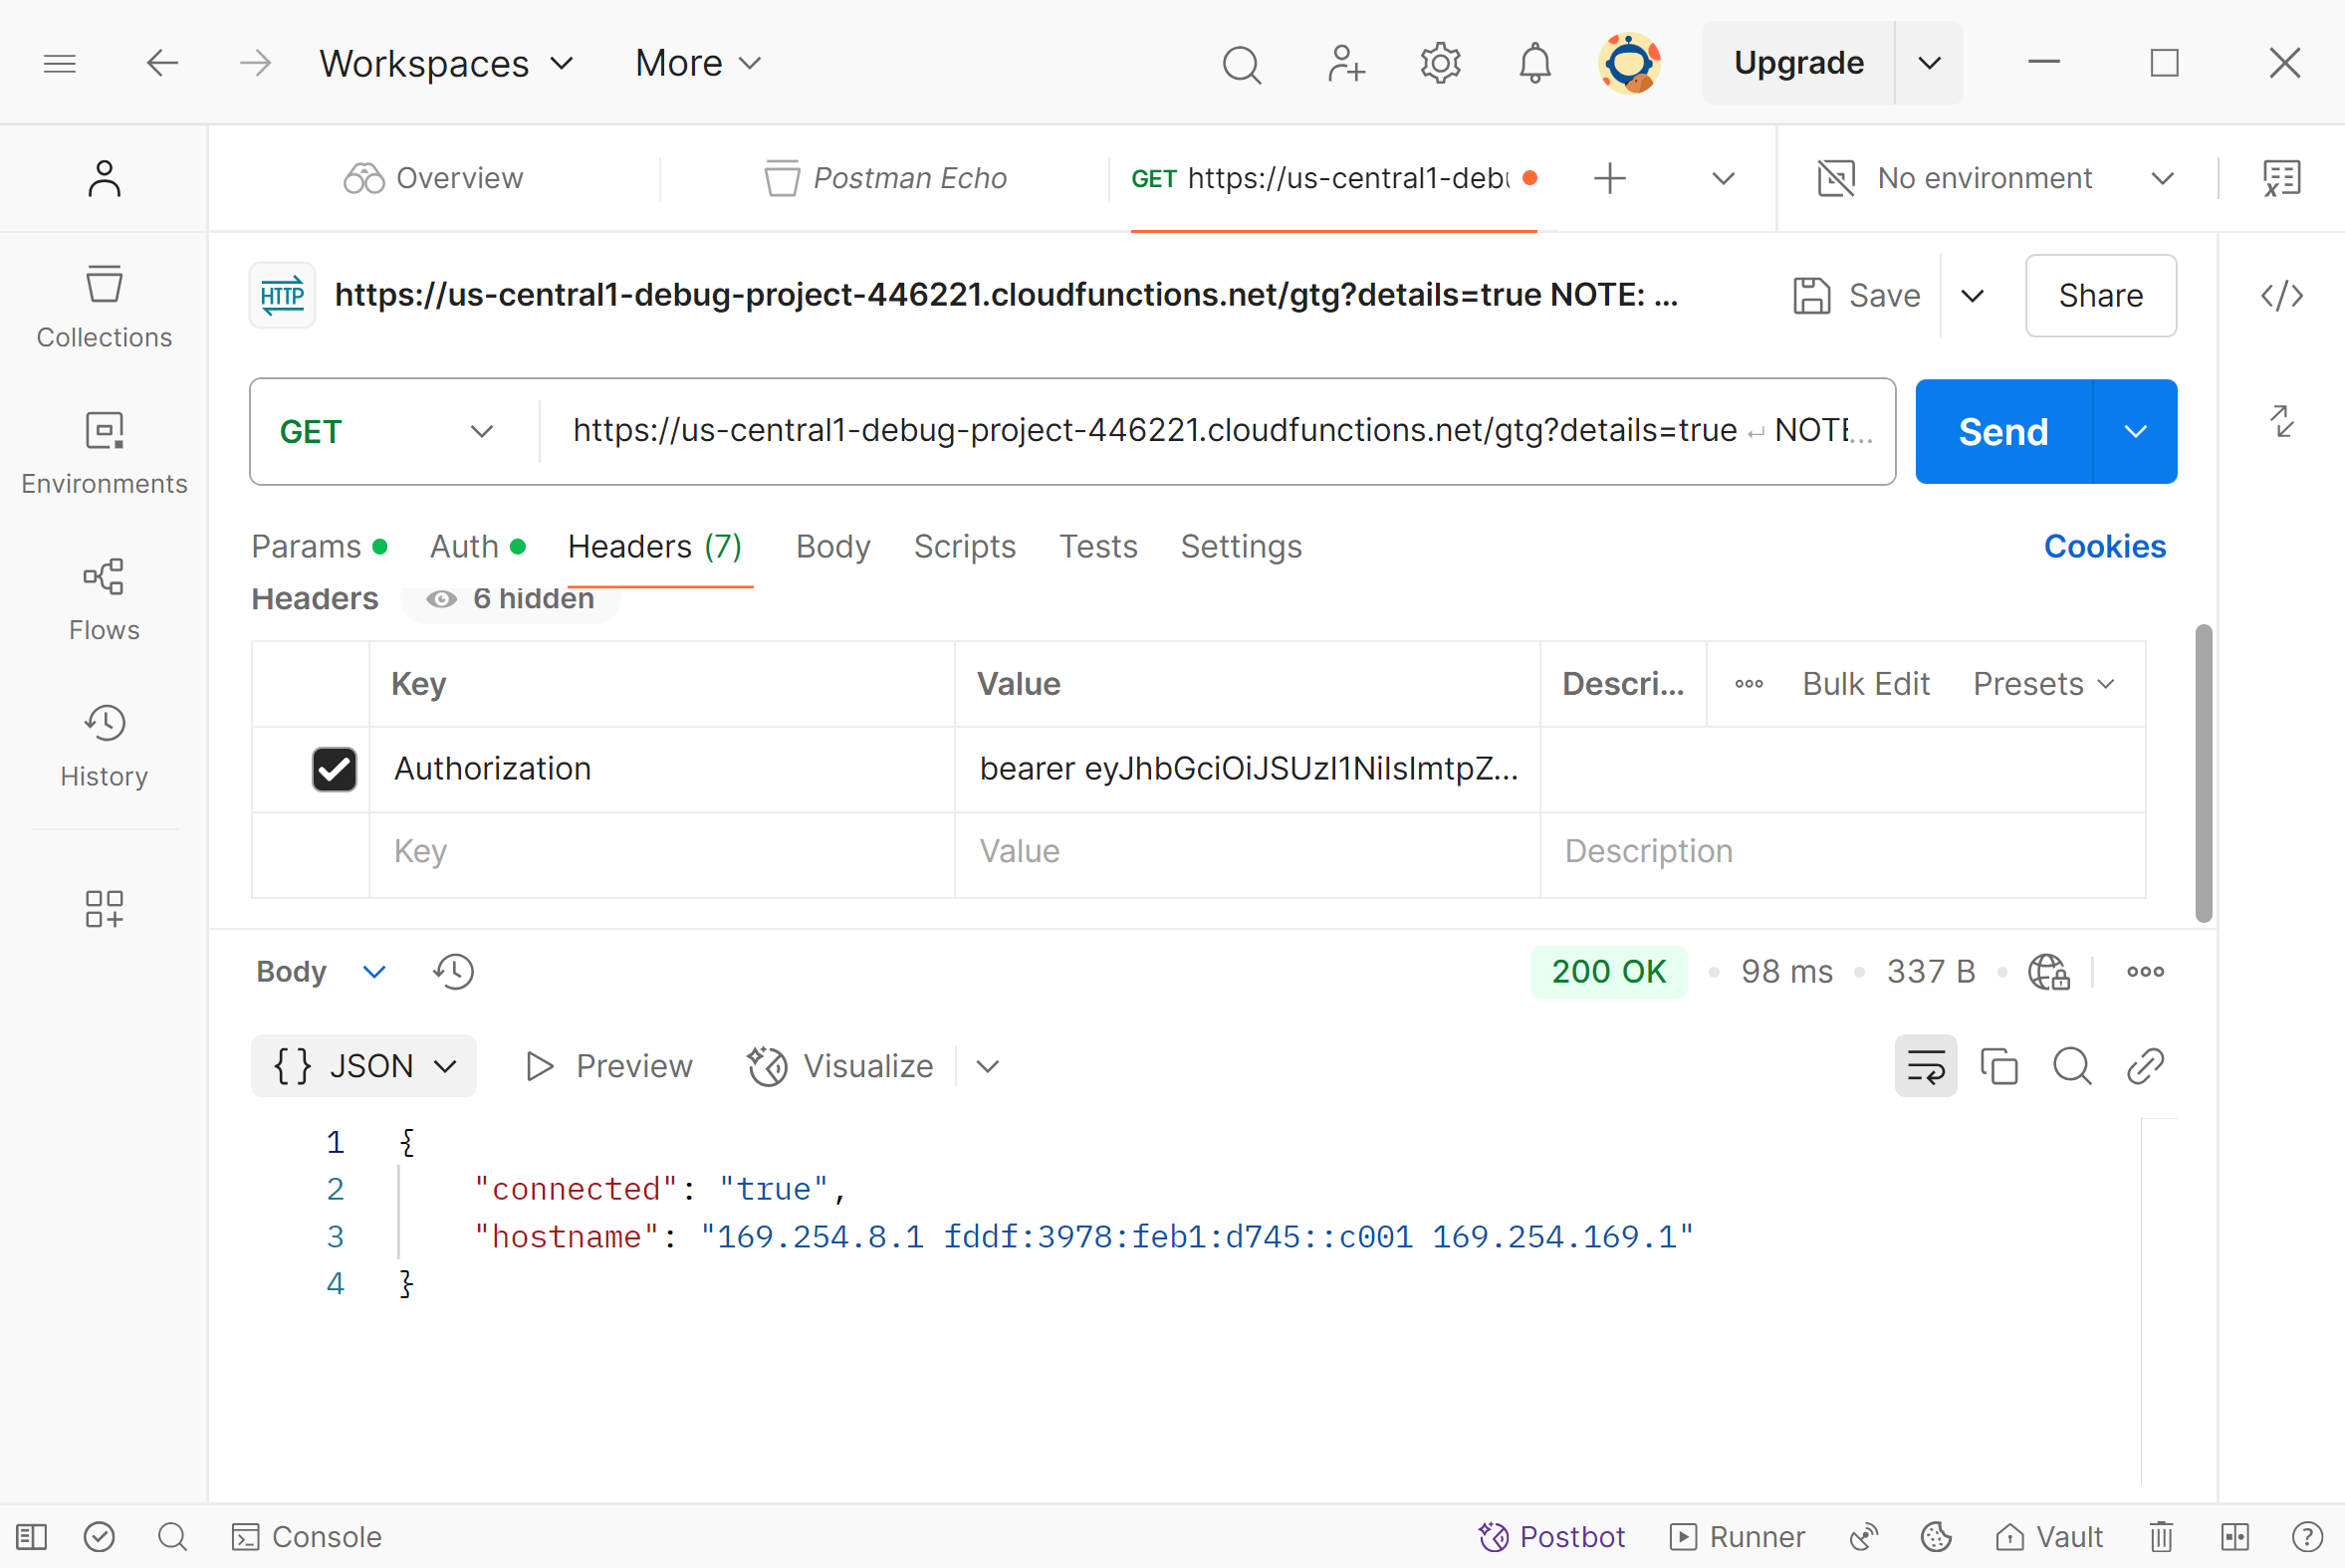 Workspaces More Upgrade
Overview Postman Echo GET https://us-central1-deb No environment
HTTP https://us-central1-debug-project-446221.cloudfunctions.net/gtg?details=true NOTE: ... Save Share
GET https://us-central1-debug-project-446221.cloudfunctions.net/gtg?details=true ↵ NOTE... Send
Params Auth Headers (7) Body Scripts Tests Settings Cookies
Headers 6 hidden
Key Value Descri... Bulk Edit Presets
Authorization bearer eyJhbGciOiJSUzI1NiIsImtpZ...
Key Value Description
Collections
Environments
Flows
History
Body 200 OK • 98 ms • 337 B
{ } JSON Preview Visualize
1 {
2 "connected": "true",
3 "hostname": "169.254.8.1 fddf:3978:feb1:d745::c001 169.254.169.1"
4 }
Console Postbot Runner Vault